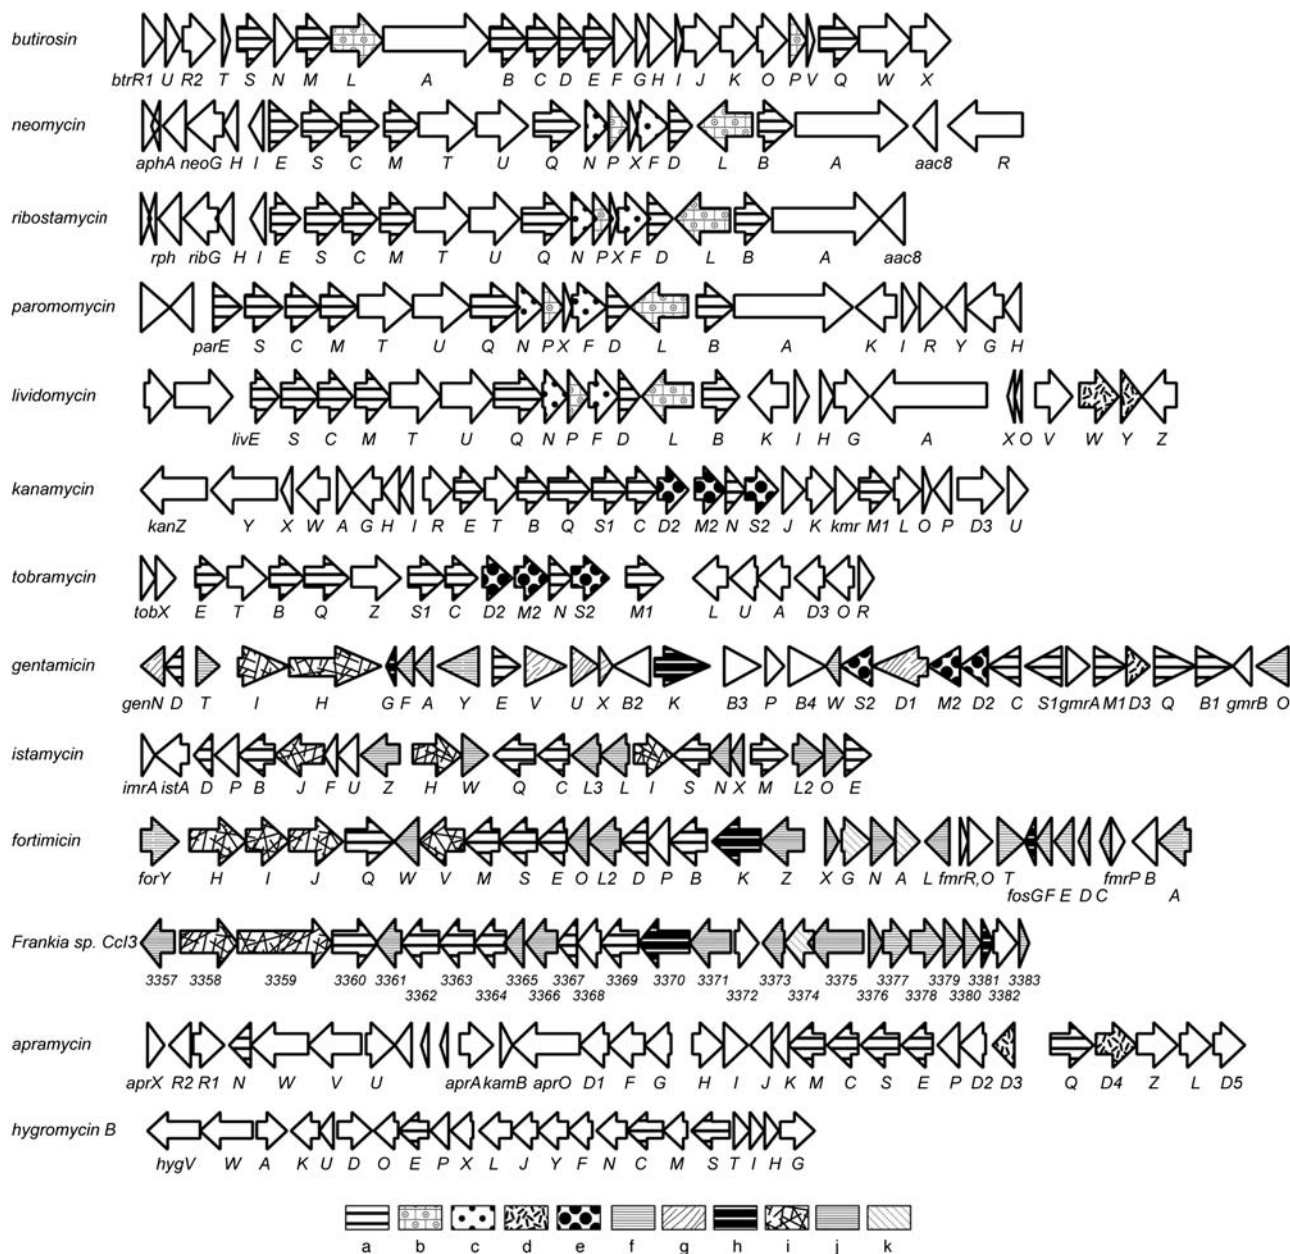 butirosin
btrR1 U R2 T S N M L A B C D E F G H I J K O P V Q W X
neomycin
aphA neoG H I E S C M T U Q N P X F D L B A aac8 R
ribostamycin
rph ribG H I E S C M T U Q N P X F D L B A aac8
paromomycin
parE S C M T U Q N P X F D L B A K I R Y G H
lividomycin
livE S C M T U Q N P F D L B K I H G A X O V W Y Z
kanamycin
kanZ Y X W A G H I R E T B Q S1 C D2 M2 N S2 J K kmr M1 L O P D3 U
tobramycin
tobX E T B Q Z S1 C D2 M2 N S2 M1 L U A D3 O R
gentamicin
genN D T I H G F A Y E V U X B2 K B3 P B4 W S2 D1 M2 D2 C S1 gmrA M1 D3 Q B1 gmrB O
istamycin
imrA istA D P B J F U Z H W Q C L3 L I S N X M L2 O E
fortimicin
forY H I J Q W V M S E O L2 D P B K Z X G N A L fmrR,O T fosG F E D C fmrP B A
Frankia sp. CcI3
3357 3358 3359 3360 3361 3362 3363 3364 3365 3366 3367 3368 3369 3370 3371 3372 3373 3374 3375 3376 3377 3378 3379 3380 3381 3382 3383
apramycin
aprX R2 R1 N W V U aprA kamB aprO D1 F G H I J K M C S E P D2 D3 Q D4 Z L D5
hygromycin B
hygV W A K U D O E P X L J Y F N C M S T I H G
a b c d e f g h i j k